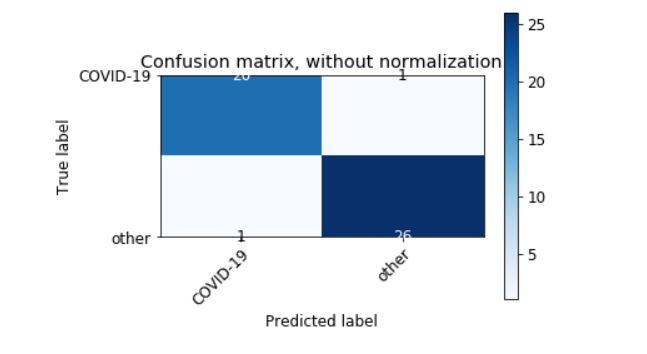 Confusion matrix, without normalization
COVID-19
20
1
other
1
26
COVID-19
other
True label
Predicted label
25
20
15
10
5